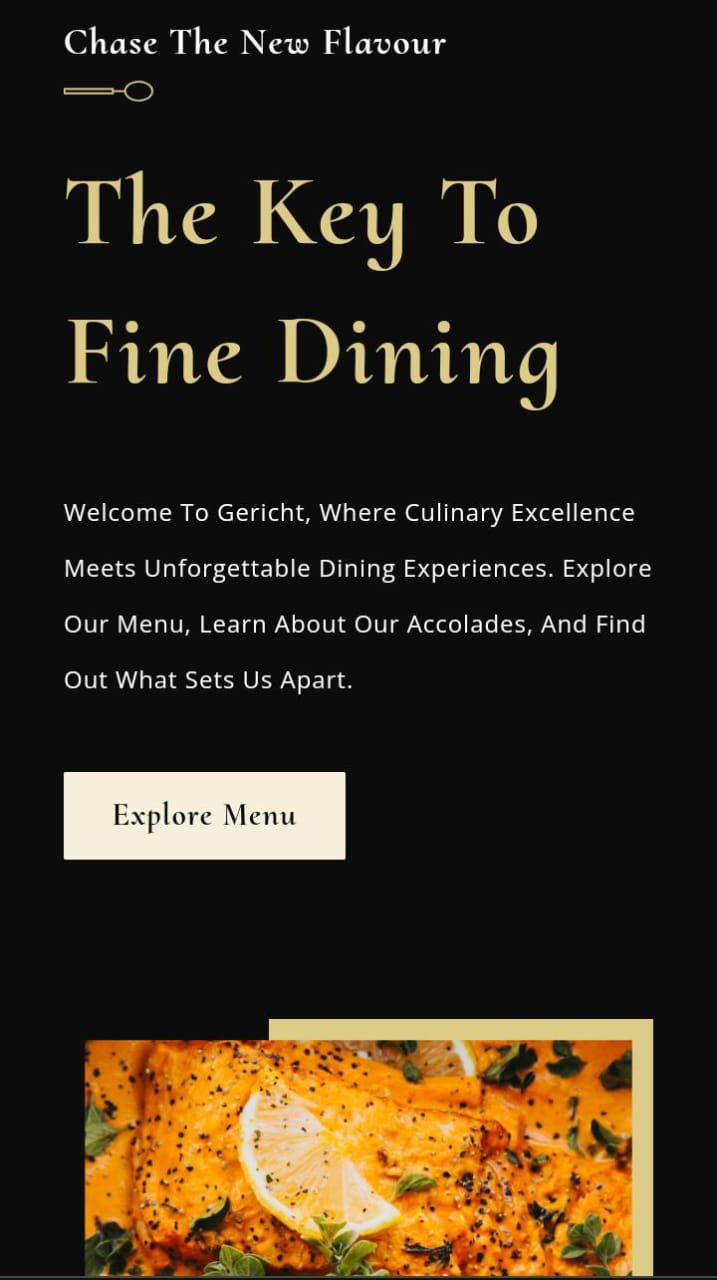 Chase The New Flavour
The Key To
Fine Dining
Welcome To Gericht, Where Culinary Excellence
Meets Unforgettable Dining Experiences. Explore
Our Menu, Learn About Our Accolades, And Find
Out What Sets Us Apart.
Explore Menu